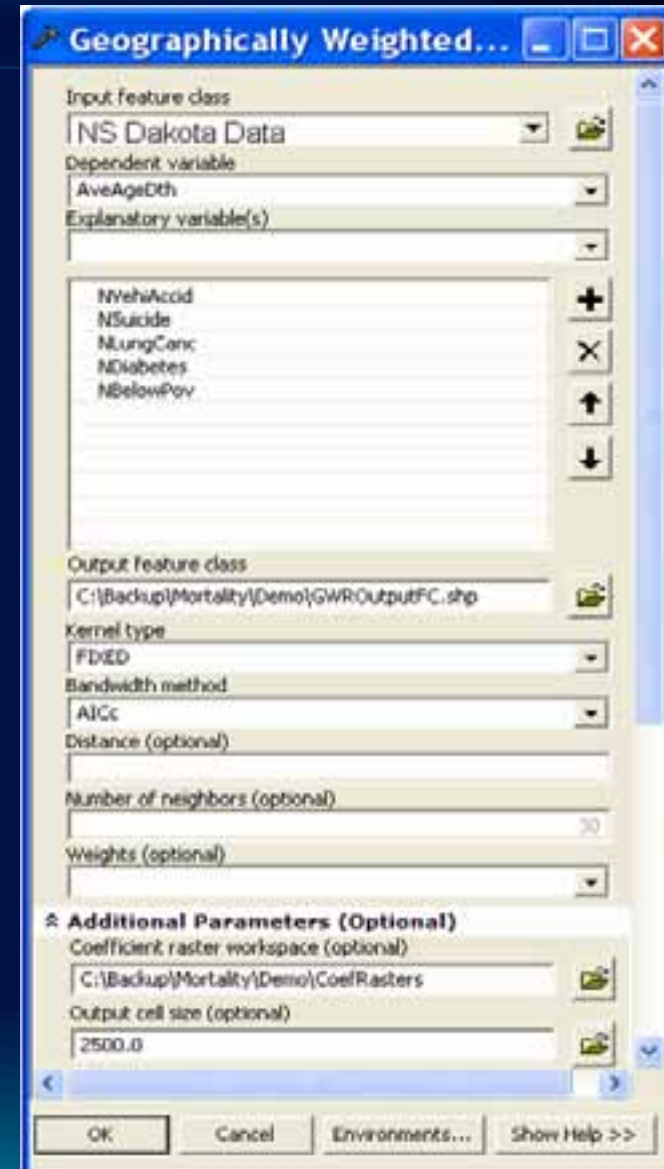 Geographically Weighted...
Input feature class
NS Dakota Data
Dependent variable
AveAgeDth
Explanatory variable(s)
NVehiAccid
NSuicide
NLungCanc
NDiabetes
NBelowPov
Output feature class
C:\Backup\Mortality\Demo\GWROutputFC.shp
Kernel type
FIXED
Bandwidth method
AICc
Distance (optional)
Number of neighbors (optional)
30
Weights (optional)
Additional Parameters (Optional)
Coefficient raster workspace (optional)
C:\Backup\Mortality\Demo\CoefRasters
Output cell size (optional)
2500.0
OK Cancel Environments... Show Help >>